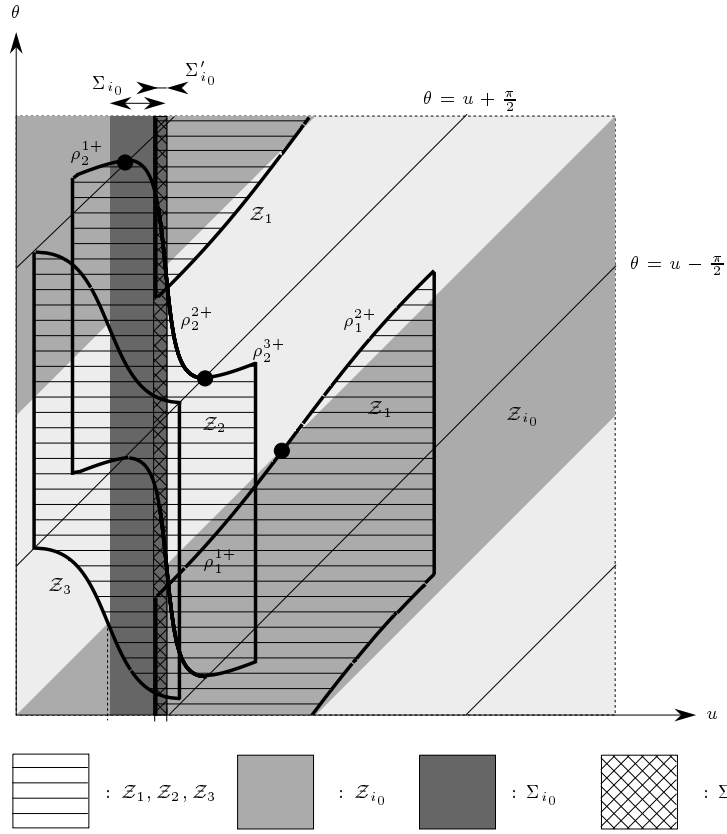 θ
Σ′_{i_0}
Σ_{i_0}
θ = u + π/2
ρ_2^{1+}
𝒵_1
θ = u − π/2
ρ_2^{2+}
ρ_1^{2+}
ρ_2^{3+}
𝒵_1
𝒵_{i_0}
𝒵_2
ρ_1^{1+}
𝒵_3
u
: 𝒵_1, 𝒵_2, 𝒵_3
: 𝒵_{i_0}
: Σ_{i_0}
: